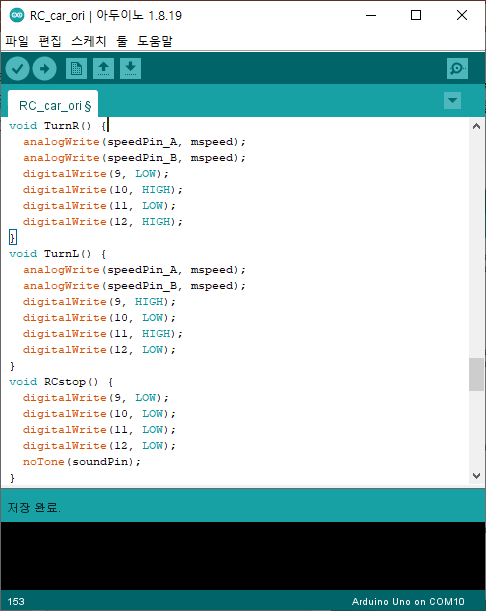 RC_car_ori | 아두이노 1.8.19
파일 편집 스케치 툴 도움말
RC_car_ori §
void TurnR() {
  analogWrite(speedPin_A, mspeed);
  analogWrite(speedPin_B, mspeed);
  digitalWrite(9, LOW);
  digitalWrite(10, HIGH);
  digitalWrite(11, LOW);
  digitalWrite(12, HIGH);
}
void TurnL() {
  analogWrite(speedPin_A, mspeed);
  analogWrite(speedPin_B, mspeed);
  digitalWrite(9, HIGH);
  digitalWrite(10, LOW);
  digitalWrite(11, HIGH);
  digitalWrite(12, LOW);
}
void RCstop() {
  digitalWrite(9, LOW);
  digitalWrite(10, LOW);
  digitalWrite(11, LOW);
  digitalWrite(12, LOW);
  noTone(soundPin);
}
저장 완료.
153 Arduino Uno on COM10